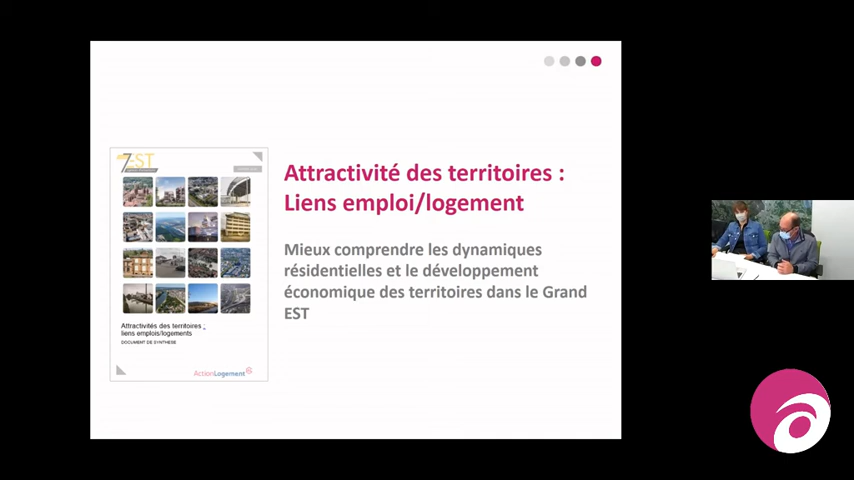 7EST
Attractivité des territoires :
Liens emploi/logement
Mieux comprendre les dynamiques
résidentielles et le développement
économique des territoires dans le Grand
EST
Attractivités des territoires :
liens emplois/logements
DOCUMENT DE SYNTHESE
ActionLogement